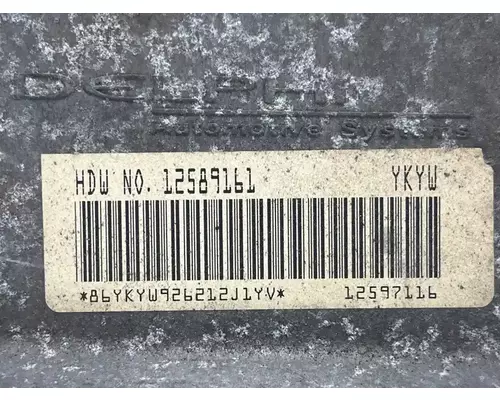 DELPHI
Automotive Systems
HDW NO. 12589161 YKYW
*86YKYW926212J1YV* 12597116